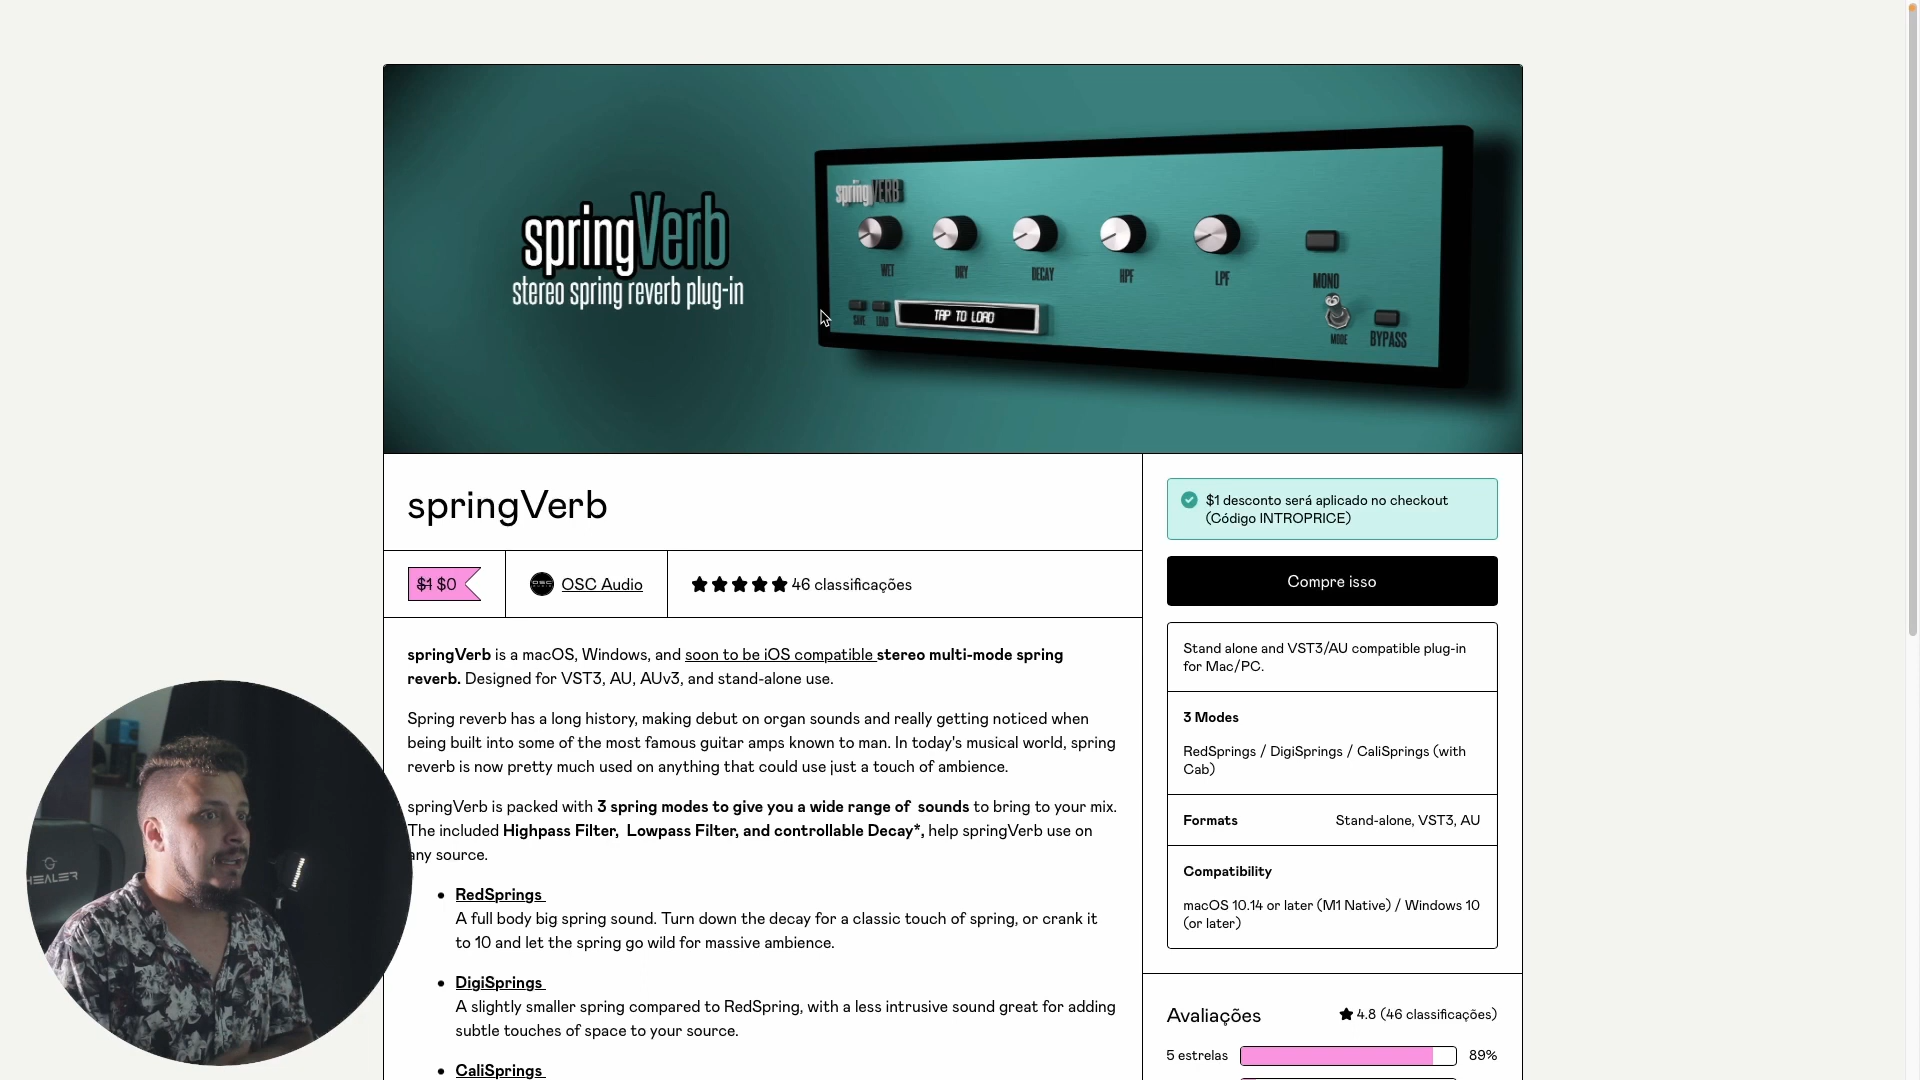 springVerb
stereo spring reverb plug-in
springVERB
WET
DRY
DECAY
HPF
LPF
MONO
SAVE
LOAD
TAP TO LOAD
MODE
BYPASS
springVerb
$1 $0
OSC Audio
46 classificações
springVerb is a macOS, Windows, and soon to be iOS compatible stereo multi-mode spring
reverb. Designed for VST3, AU, AUv3, and stand-alone use.
Spring reverb has a long history, making debut on organ sounds and really getting noticed when
being built into some of the most famous guitar amps known to man. In today's musical world, spring
reverb is now pretty much used on anything that could use just a touch of ambience.
springVerb is packed with 3 spring modes to give you a wide range of sounds to bring to your mix.
The included Highpass Filter, Lowpass Filter, and controllable Decay*, help springVerb use on
any source.
RedSprings
A full body big spring sound. Turn down the decay for a classic touch of spring, or crank it
to 10 and let the spring go wild for massive ambience.
DigiSprings
A slightly smaller spring compared to RedSpring, with a less intrusive sound great for adding
subtle touches of space to your source.
CaliSprings
$1 desconto será aplicado no checkout
(Código INTROPRICE)
Compre isso
Stand alone and VST3/AU compatible plug-in
for Mac/PC.
3 Modes
RedSprings / DigiSprings / CaliSprings (with
Cab)
Formats Stand-alone, VST3, AU
Compatibility
macOS 10.14 or later (M1 Native) / Windows 10
(or later)
Avaliações 4.8 (46 classificações)
5 estrelas 89%
HEALER